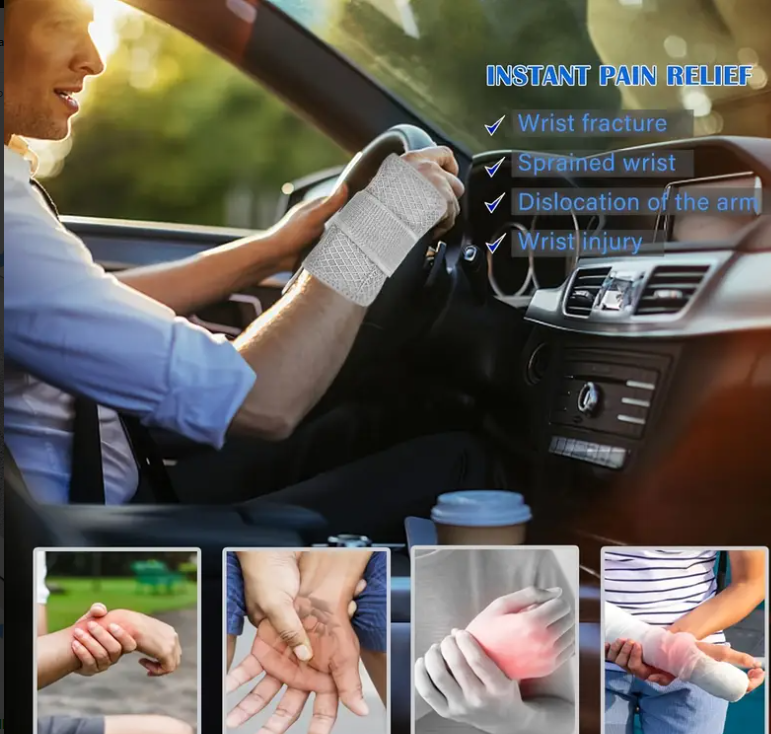 INSTANT PAIN RELIEF
Wrist fracture
Sprained wrist
Dislocation of the arm
Wrist injury